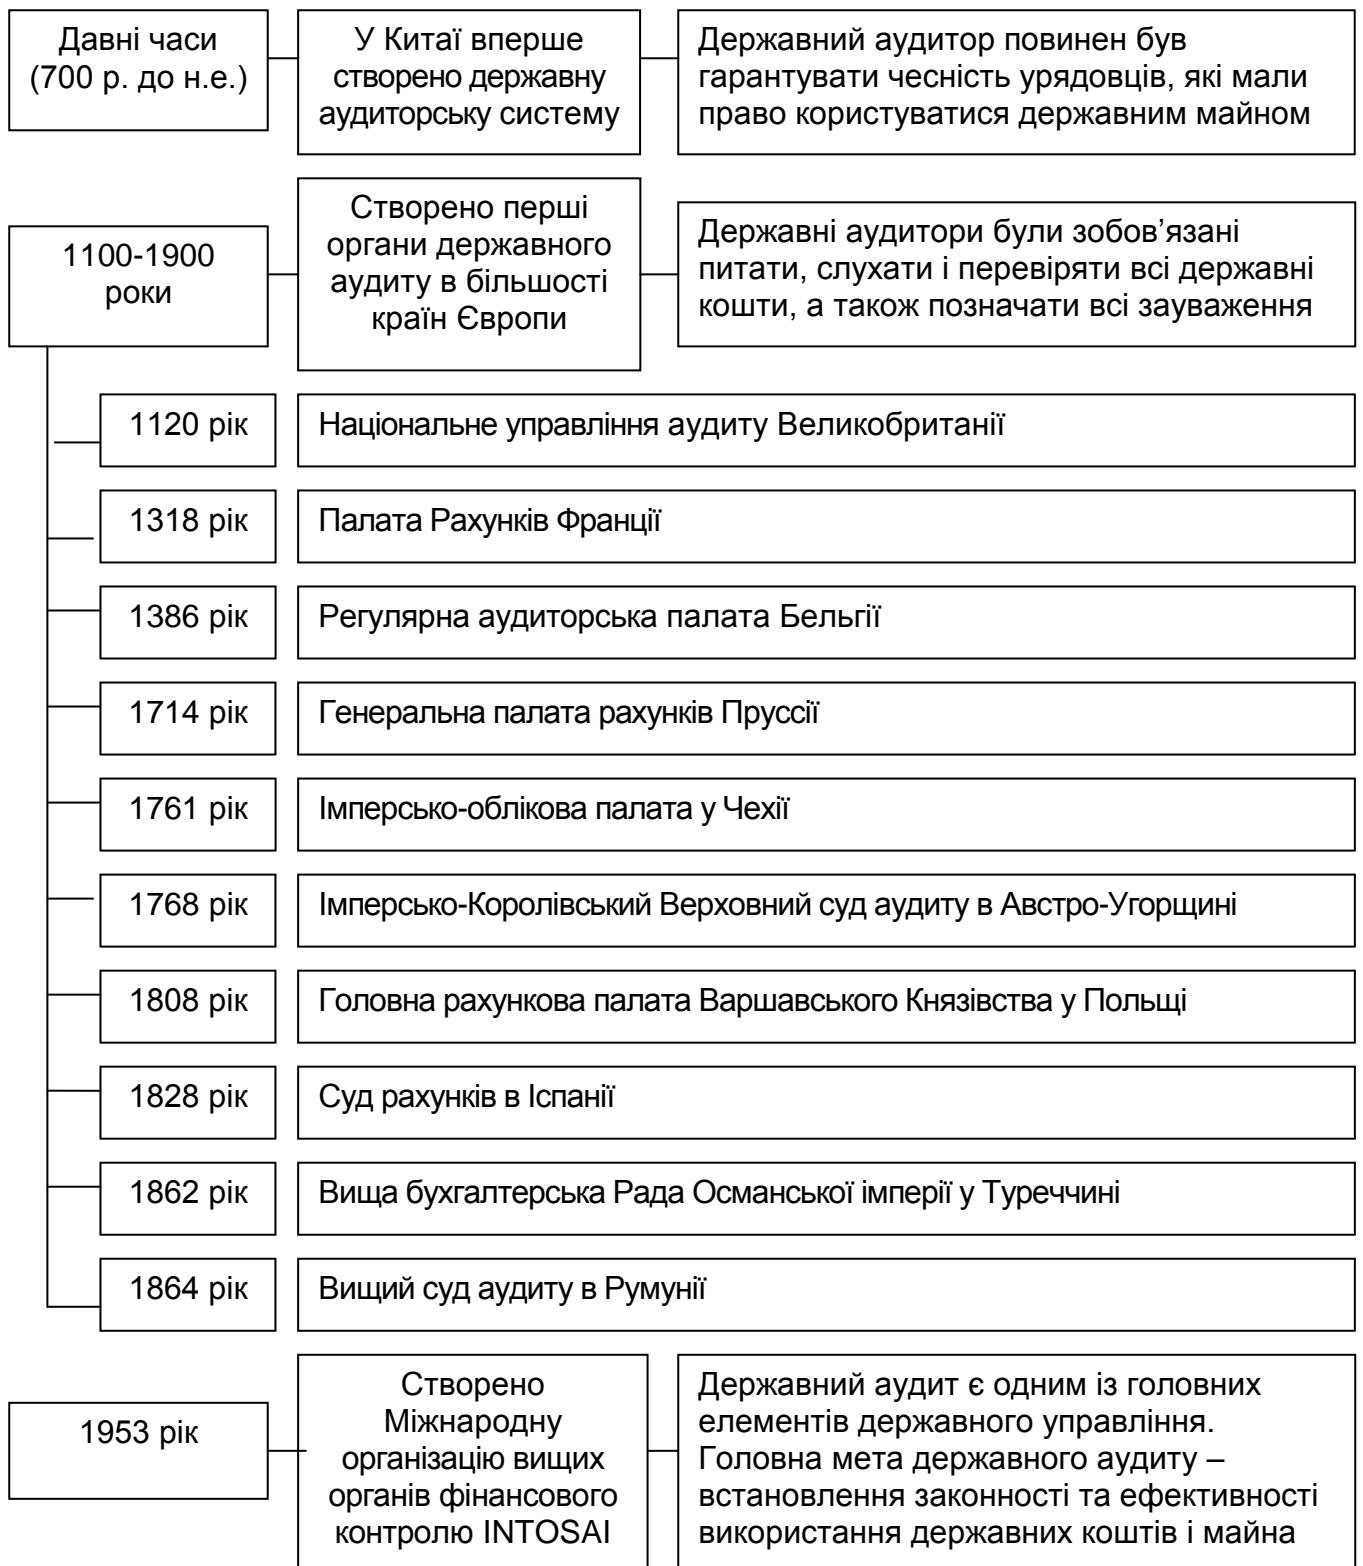 Давні часи
(700 р. до н.е.)
У Китаї вперше
створено державну
аудиторську систему
Державний аудитор повинен був
гарантувати чесність урядовців, які мали
право користуватися державним майном
1100-1900
роки
Створено перші
органи державного
аудиту в більшості
країн Європи
Державні аудитори були зобов’язані
питати, слухати і перевіряти всі державні
кошти, а також позначати всі зауваження
1120 рік
Національне управління аудиту Великобританії
1318 рік
Палата Рахунків Франції
1386 рік
Регулярна аудиторська палата Бельгії
1714 рік
Генеральна палата рахунків Пруссії
1761 рік
Імперсько-облікова палата у Чехії
1768 рік
Імперсько-Королівський Верховний суд аудиту в Австро-Угорщині
1808 рік
Головна рахункова палата Варшавського Князівства у Польщі
1828 рік
Суд рахунків в Іспанії
1862 рік
Вища бухгалтерська Рада Османської імперії у Туреччині
1864 рік
Вищий суд аудиту в Румунії
1953 рік
Створено
Міжнародну
організацію вищих
органів фінансового
контролю INTOSAI
Державний аудит є одним із головних
елементів державного управління.
Головна мета державного аудиту –
встановлення законності та ефективності
використання державних коштів і майна